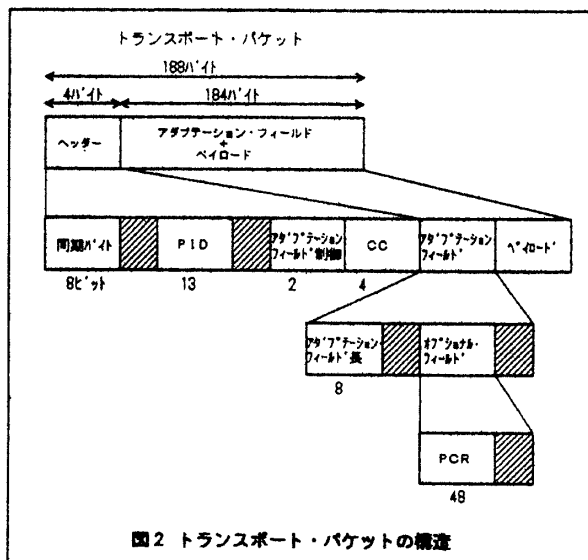 トランスポート・パケット
188バイト
4バイト
184バイト
ヘッダー
アダプテーション・フィールド
+
ペイロード
同期バイト
PID
アダプテーション
フィールド制御
CC
アダプテーション
フィールド
ペイロード
8ビット
13
2
4
アダプテーション・
フィールド長
オプショナル・
フィールド
8
PCR
48
図2 トランスポート・パケットの構造